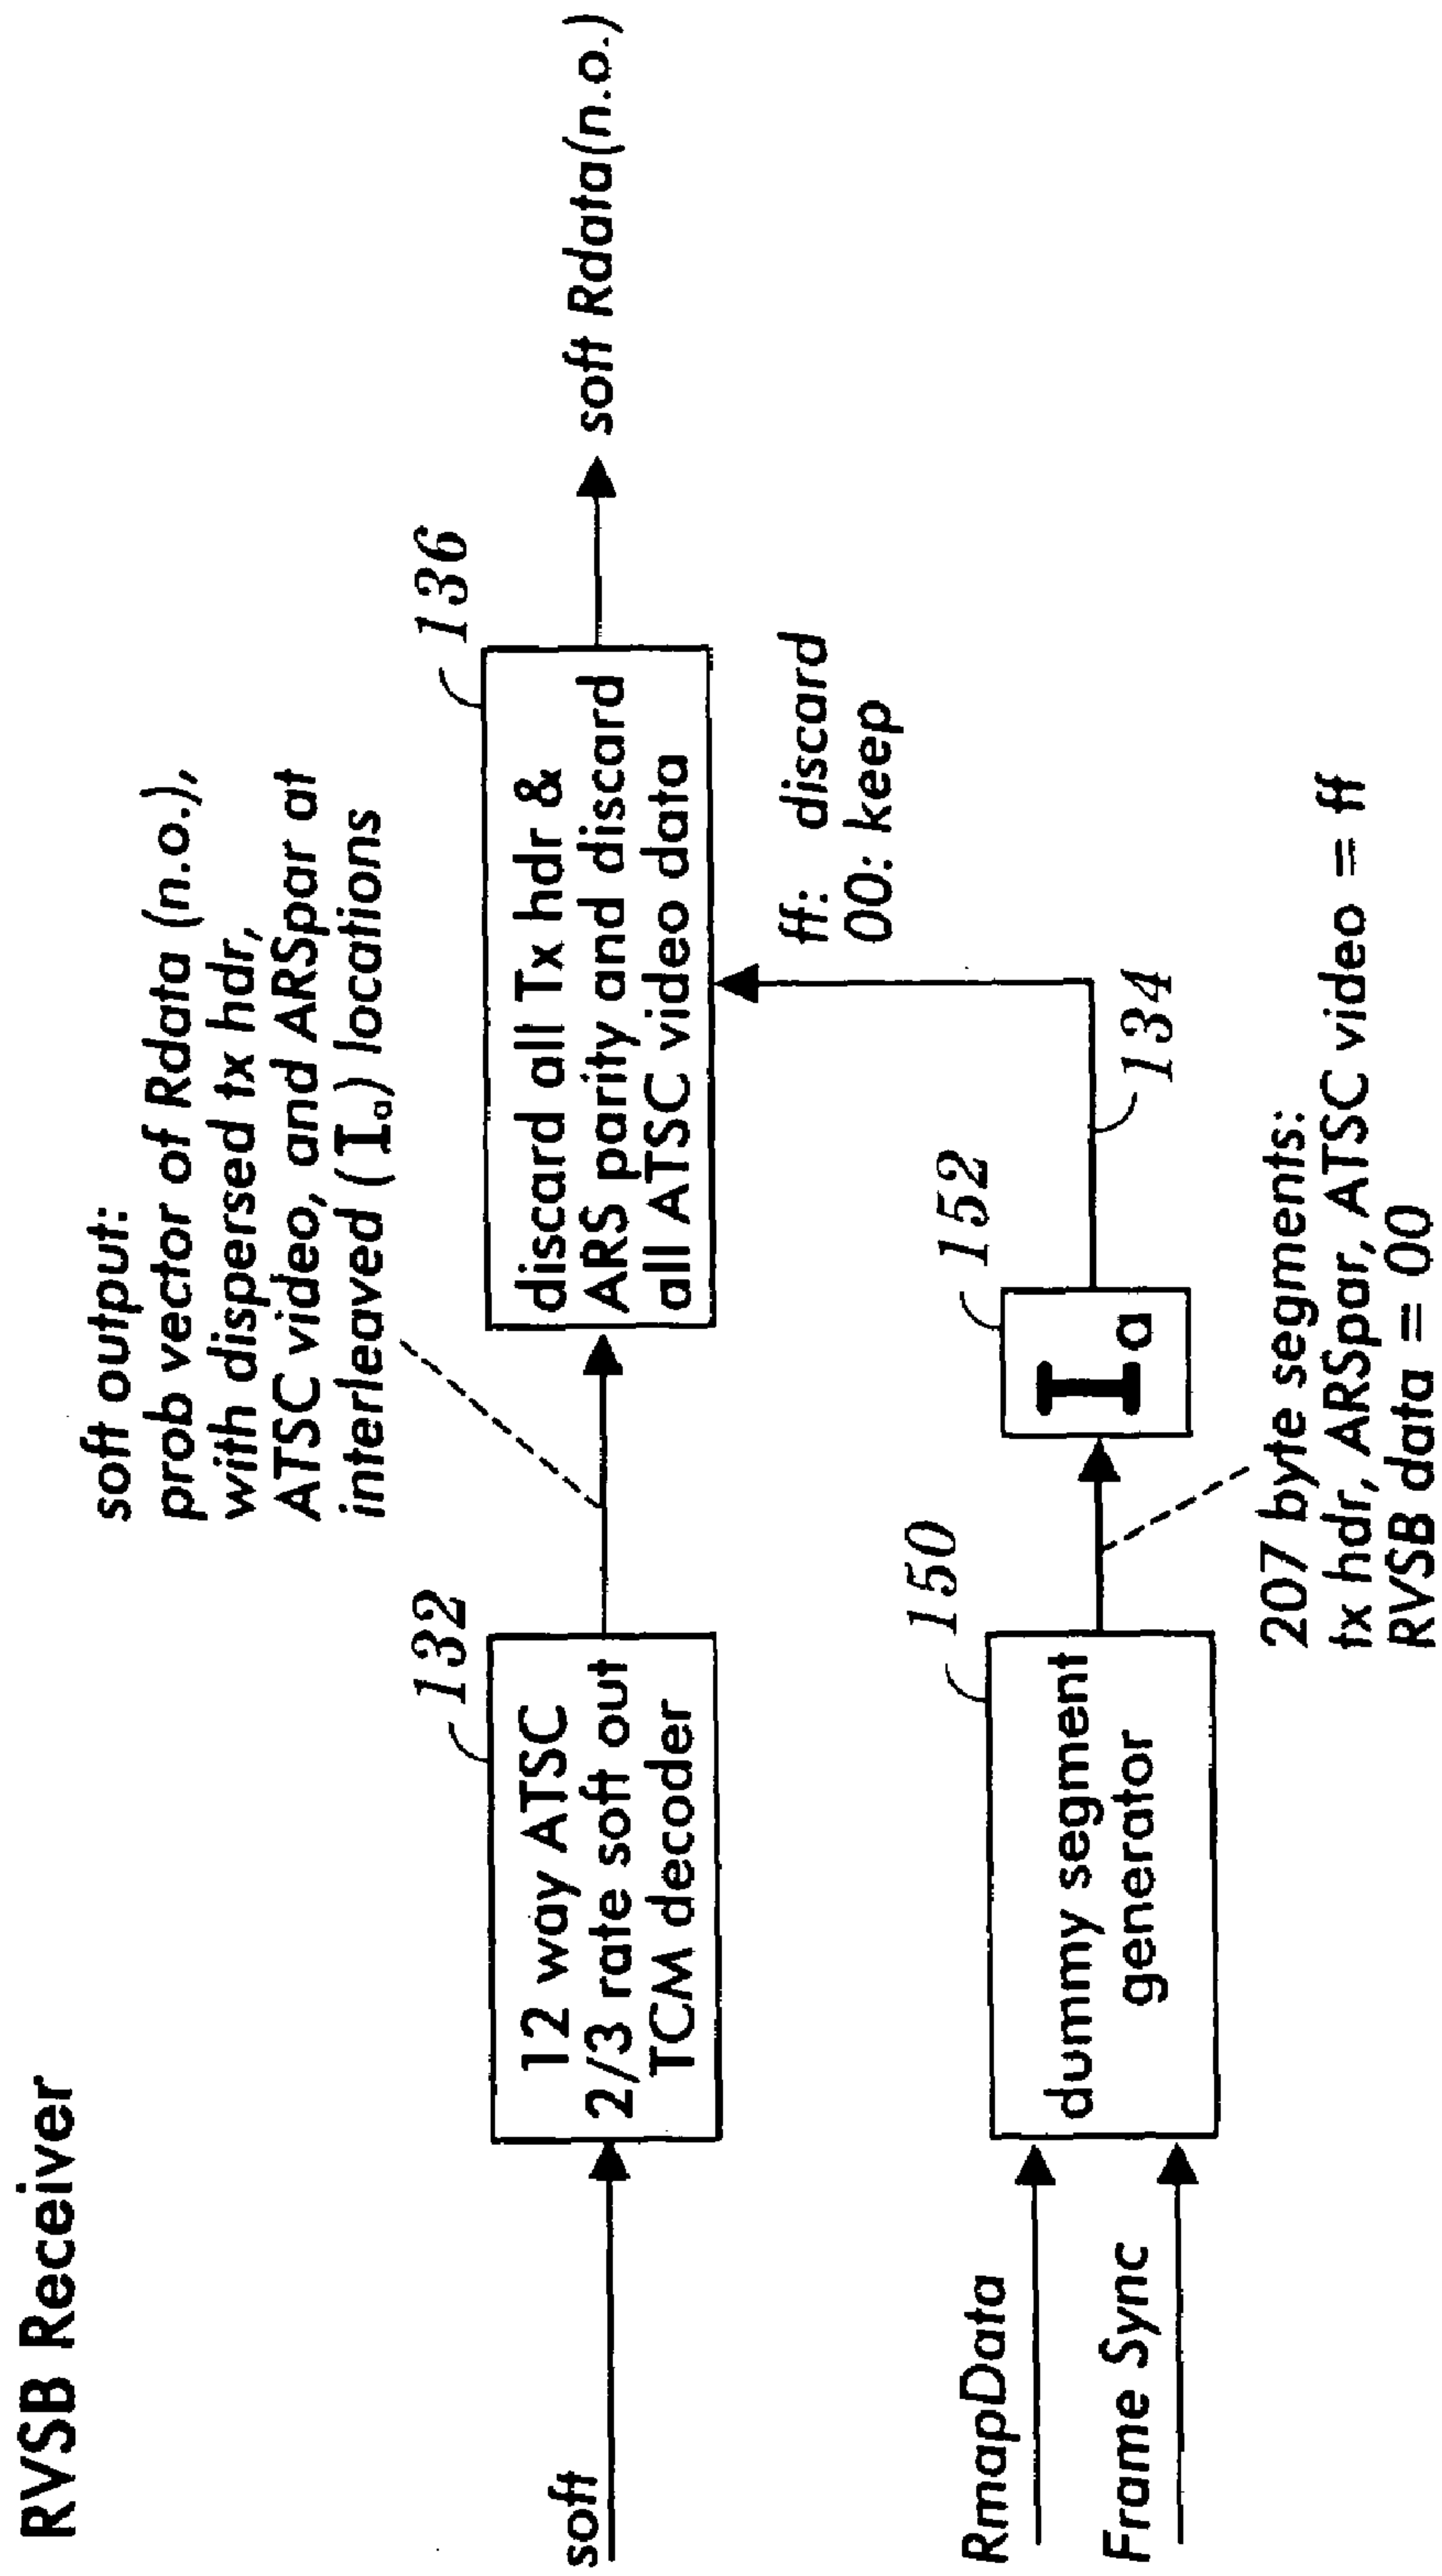 RVSB Receiver
soft output:
prob vector of Rdata (n.o.),
with dispersed tx hdr,
ATSC video, and ARSpar at
interleaved (Ia) locations
soft
132
12 way ATSC
2/3 rate soft out
TCM decoder
136
discard all Tx hdr &
ARS parity and discard
all ATSC video data
soft Rdata(n.o.)
ff: discard
00: keep
RmapData
Frame Sync
150
dummy segment
generator
152
Ia
134
207 byte segments:
tx hdr, ARSpar, ATSC video = ff
RVSB data = 00